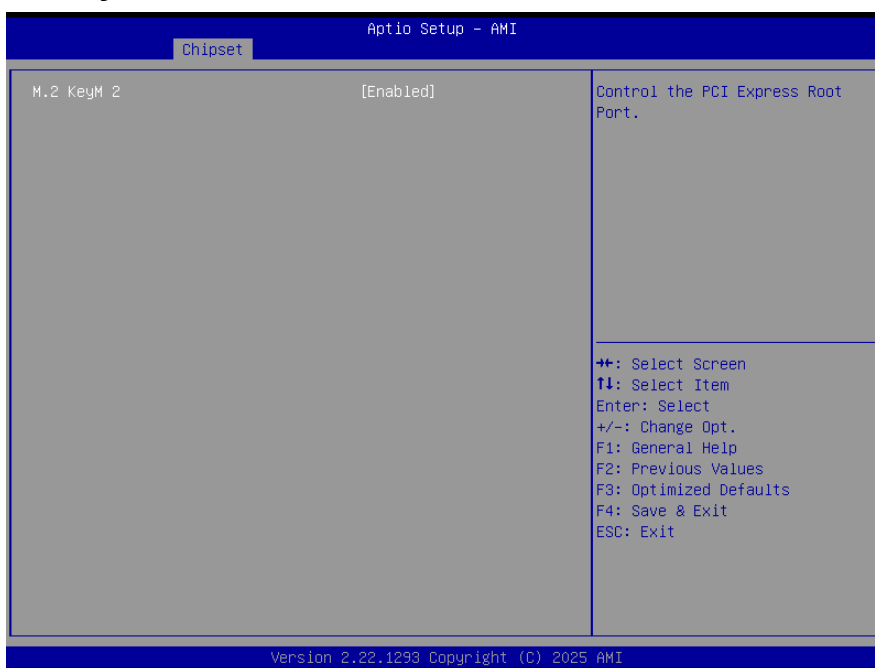 Aptio Setup – AMI
Chipset
M.2 KeyM 2 [Enabled]
Control the PCI Express Root
Port.
→←: Select Screen
↑↓: Select Item
Enter: Select
+/-: Change Opt.
F1: General Help
F2: Previous Values
F3: Optimized Defaults
F4: Save & Exit
ESC: Exit
Version 2.22.1293 Copyright (C) 2025 AMI